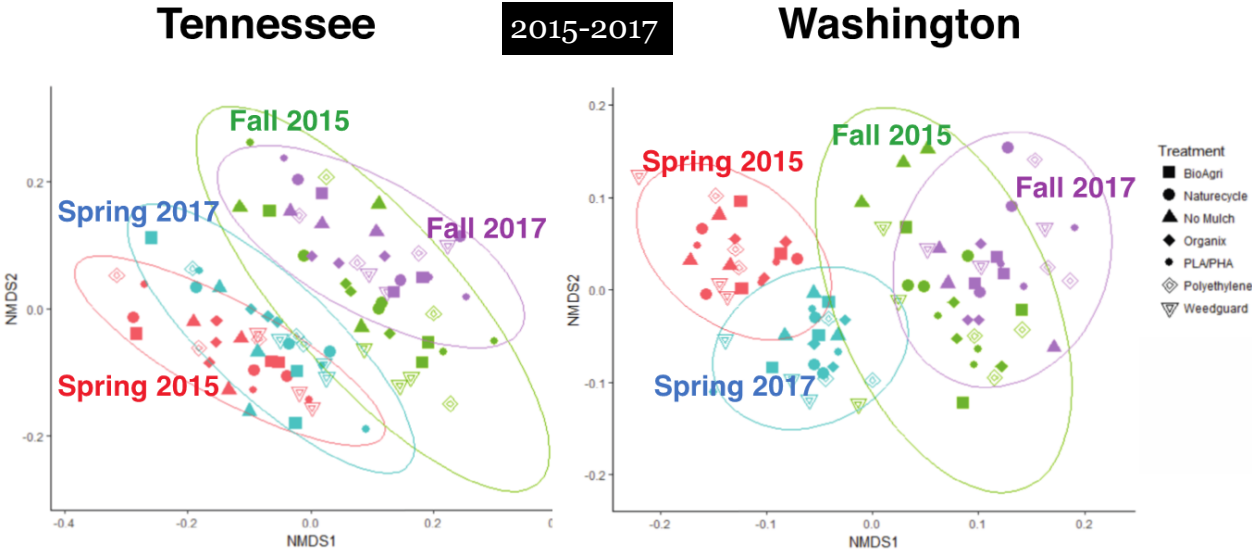 Tennessee
2015-2017
Washington
Fall 2015
Spring 2017
Fall 2017
Spring 2015
NMDS2
0.2
0.0
-0.2
-0.4
-0.2
0.0
0.2
NMDS1
Spring 2015
Fall 2015
Fall 2017
Spring 2017
NMDS2
0.2
0.1
0.0
-0.1
-0.2
-0.2
-0.1
0.0
0.1
0.2
NMDS1
Treatment
BioAgri
Naturecycle
No Mulch
Organix
PLA/PHA
Polyethylene
Weedguard